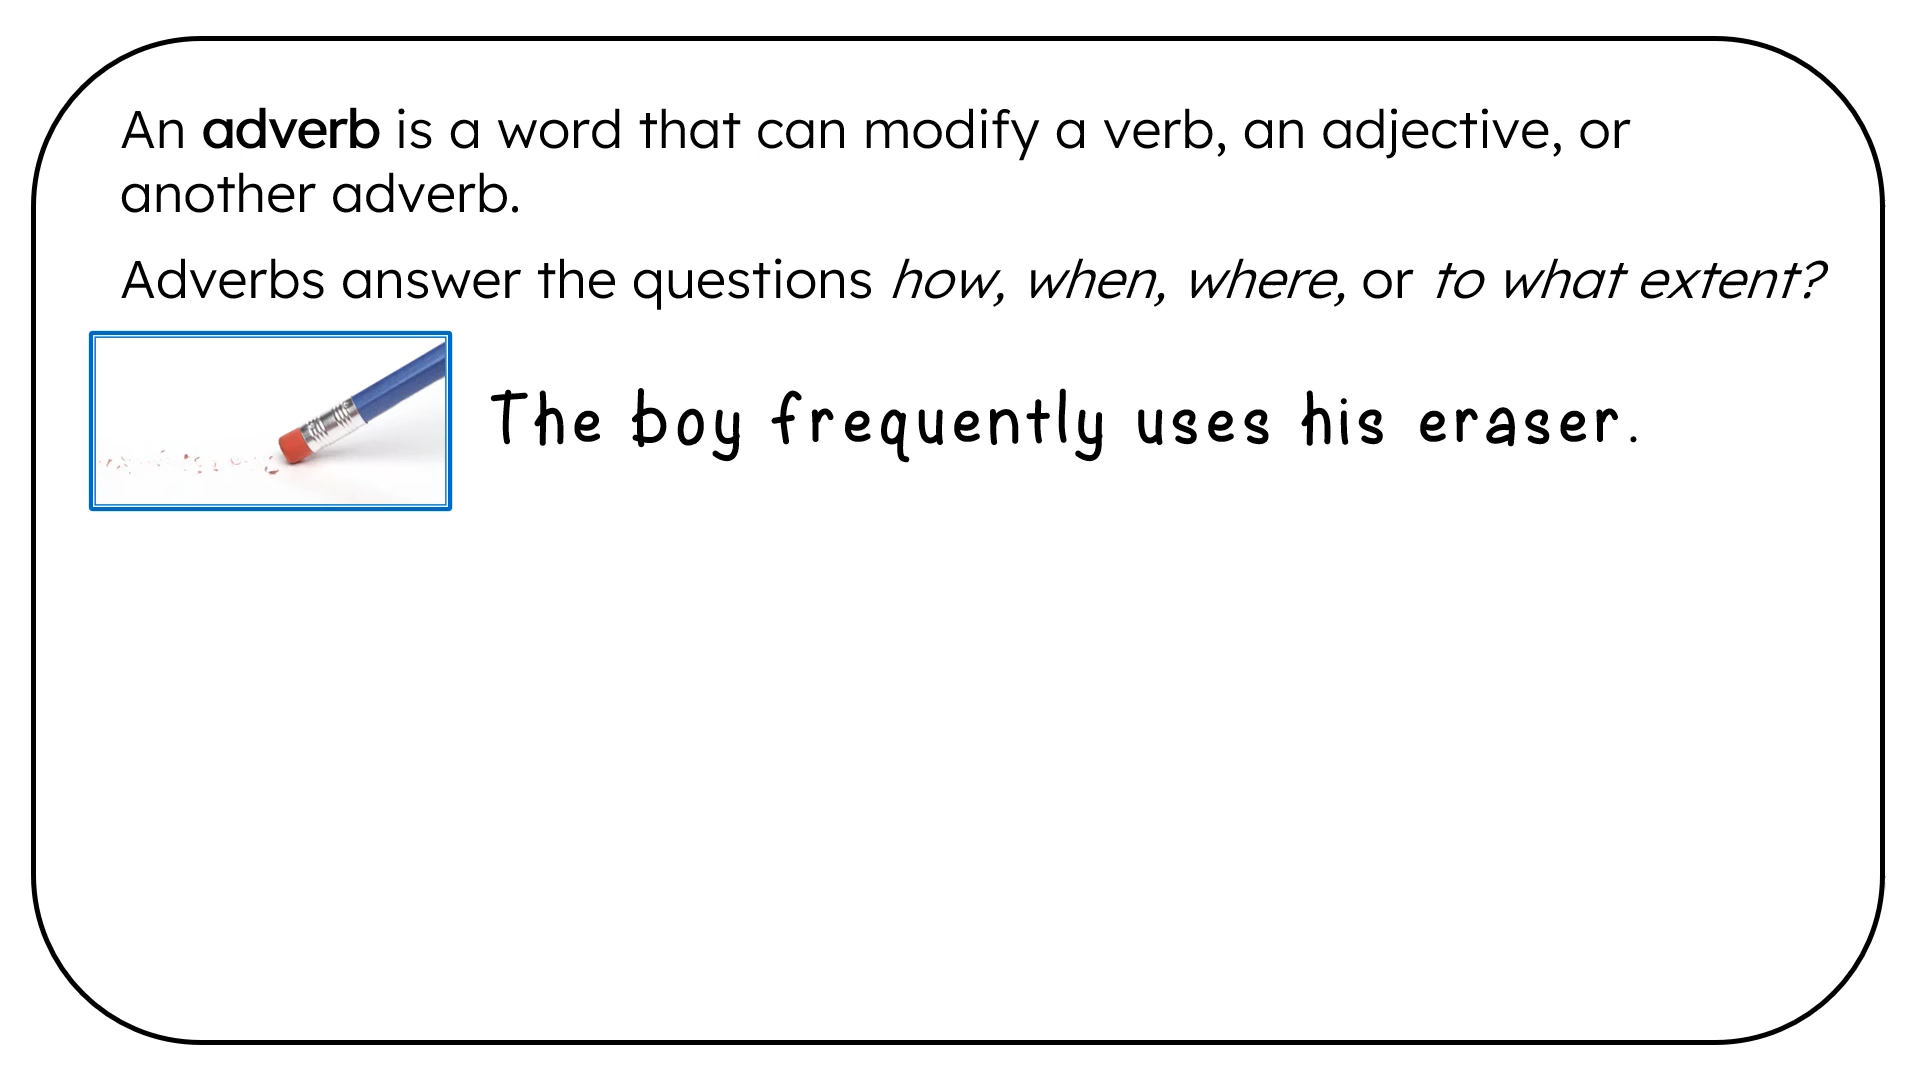 An adverb is a word that can modify a verb, an adjective, or
another adverb.
Adverbs answer the questions how, when, where, or to what extent?
The boy frequently uses his eraser.